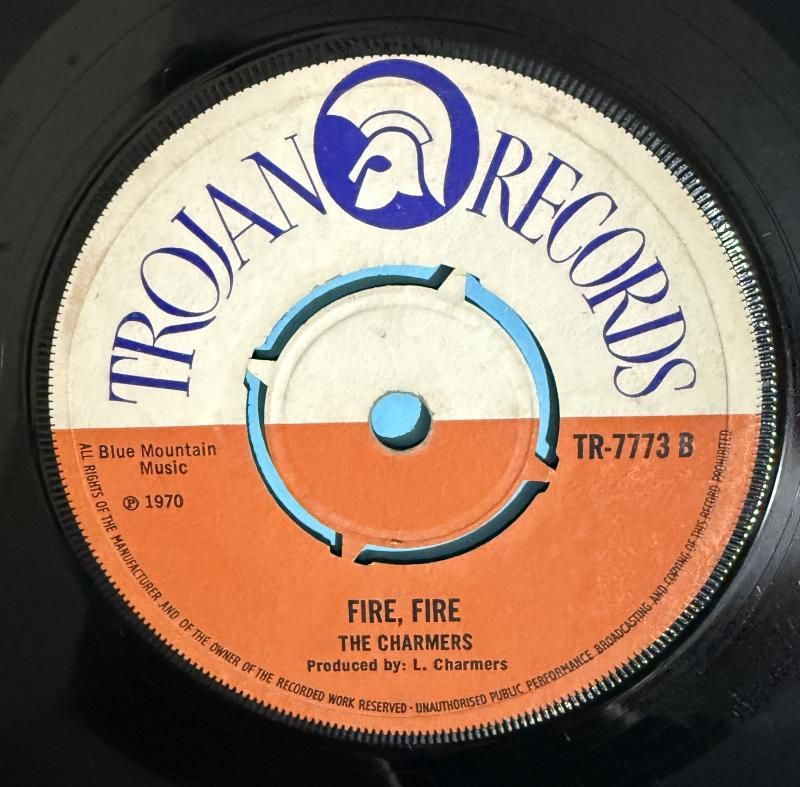 TROJAN RECORDS
Blue Mountain
Music
TR-7773 B
℗ 1970
FIRE, FIRE
THE CHARMERS
Produced by: L. Charmers
ALL RIGHTS OF THE MANUFACTURER AND OF THE OWNER OF THE RECORDED WORK RESERVED · UNAUTHORISED PUBLIC PERFORMANCE BROADCASTING AND COPYING OF THIS RECORD PROHIBITED